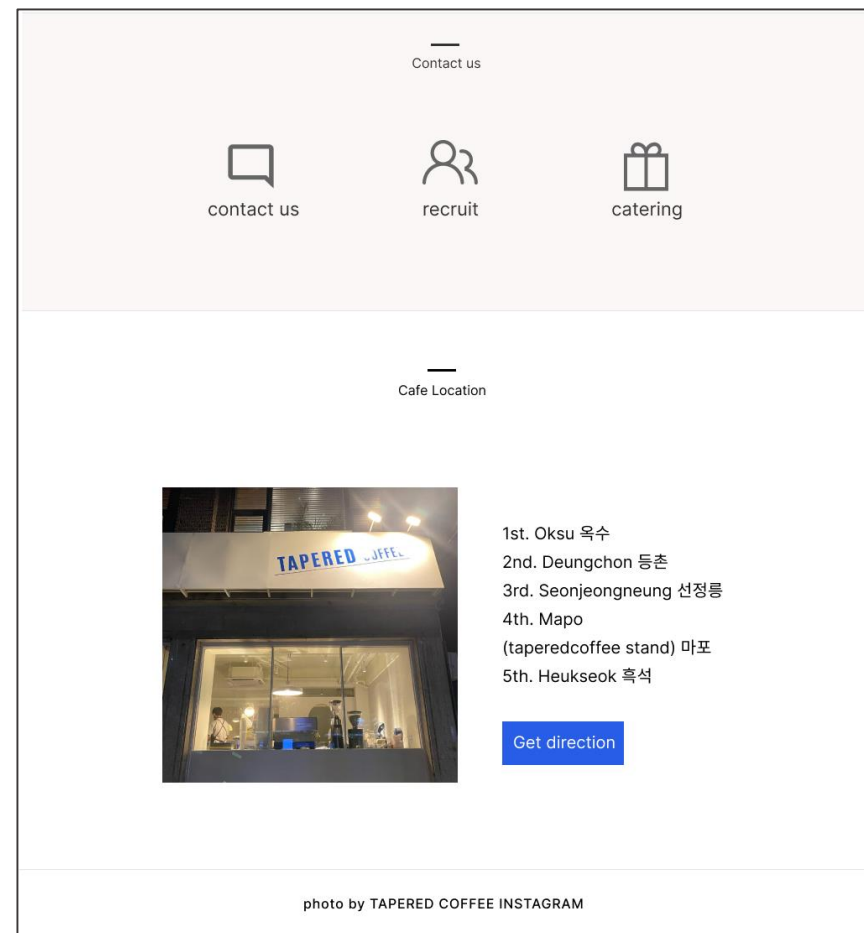 Contact us
contact us
recruit
catering
Cafe Location
TAPERED COFFEE
1st. Oksu 옥수
2nd. Deungchon 등촌
3rd. Seonjeongneung 선정릉
4th. Mapo
(taperedcoffee stand) 마포
5th. Heukseok 흑석
Get direction
photo by TAPERED COFFEE INSTAGRAM